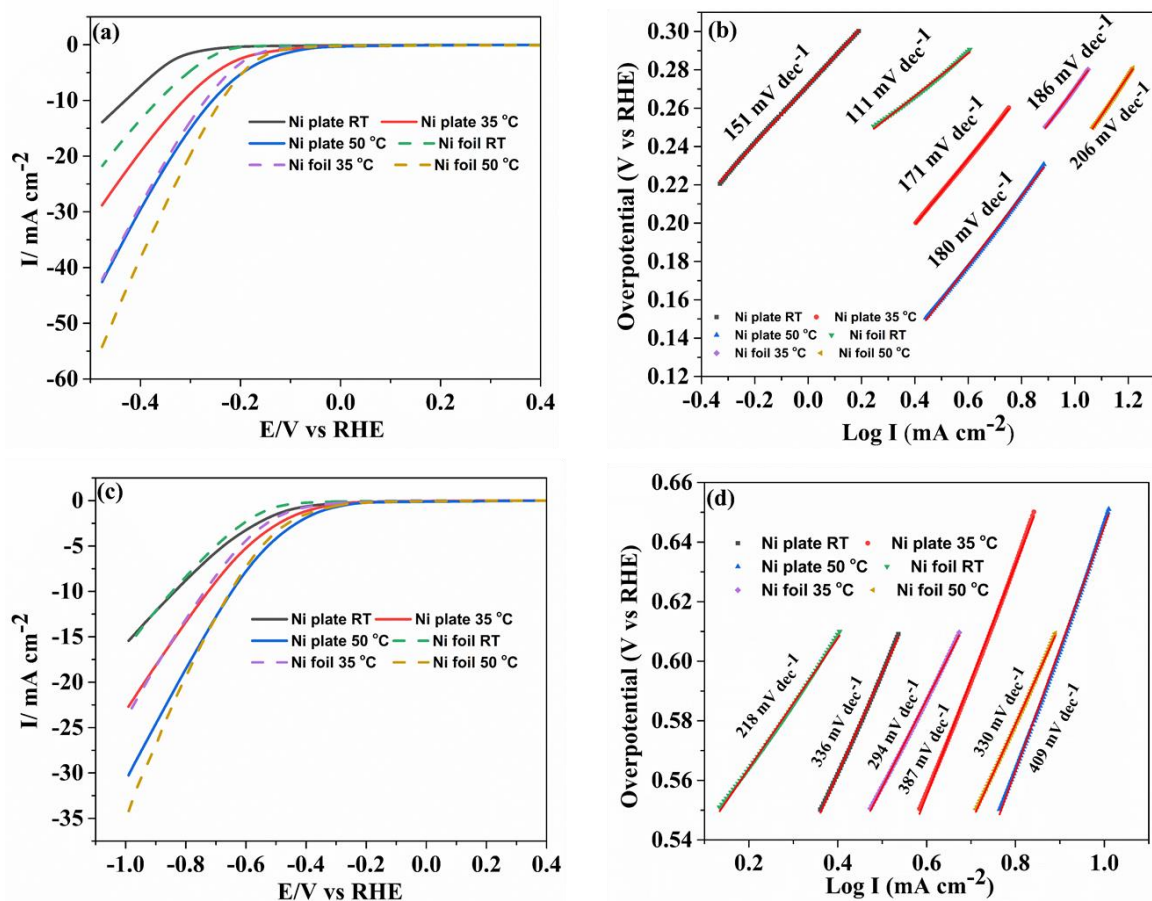 (a)
0
-10
-20
-30
-40
-50
-60
I/ mA cm-2
Ni plate RT Ni plate 35 °C
Ni plate 50 °C Ni foil RT
Ni foil 35 °C Ni foil 50 °C
-0.4 -0.2 0.0 0.2 0.4
E/V vs RHE
(b)
0.30
0.28
0.26
0.24
0.22
0.20
0.18
0.16
0.14
0.12
Overpotential (V vs RHE)
151 mV dec-1
111 mV dec-1
171 mV dec-1
186 mV dec-1
206 mV dec-1
180 mV dec-1
Ni plate RT Ni plate 35 °C
Ni plate 50 °C Ni foil RT
Ni foil 35 °C Ni foil 50 °C
-0.4 -0.2 0.0 0.2 0.4 0.6 0.8 1.0 1.2
Log I (mA cm-2)
(c)
0
-5
-10
-15
-20
-25
-30
-35
I/ mA cm-2
Ni plate RT Ni plate 35 °C
Ni plate 50 °C Ni foil RT
Ni foil 35 °C Ni foil 50 °C
-1.0 -0.8 -0.6 -0.4 -0.2 0.0 0.2 0.4
E/V vs RHE
(d)
0.66
0.64
0.62
0.60
0.58
0.56
0.54
Overpotential (V vs RHE)
Ni plate RT Ni plate 35 °C
Ni plate 50 °C Ni foil RT
Ni foil 35 °C Ni foil 50 °C
218 mV dec-1
336 mV dec-1
294 mV dec-1
387 mV dec-1
330 mV dec-1
409 mV dec-1
0.2 0.4 0.6 0.8 1.0
Log I (mA cm-2)